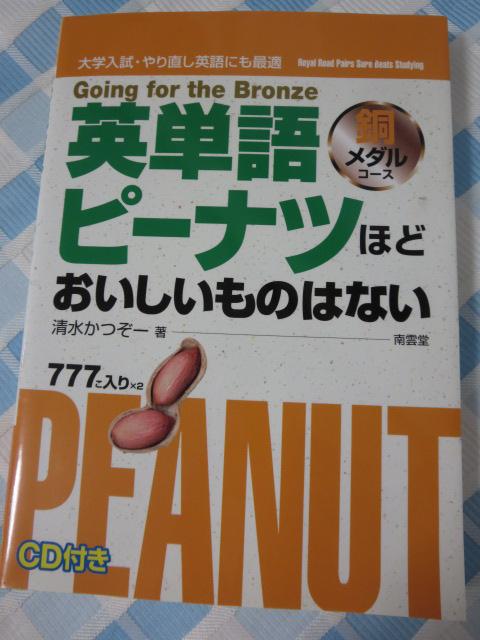 大学入試・やり直し英語にも最適
Royal Road Pairs Sure Beats Studying
Going for the Bronze
英単語
銅
メダル
コース
ピーナツほど
おいしいものはない
清水かつぞー 著
南雲堂
777こ入り×2
PEANUT
CD付き